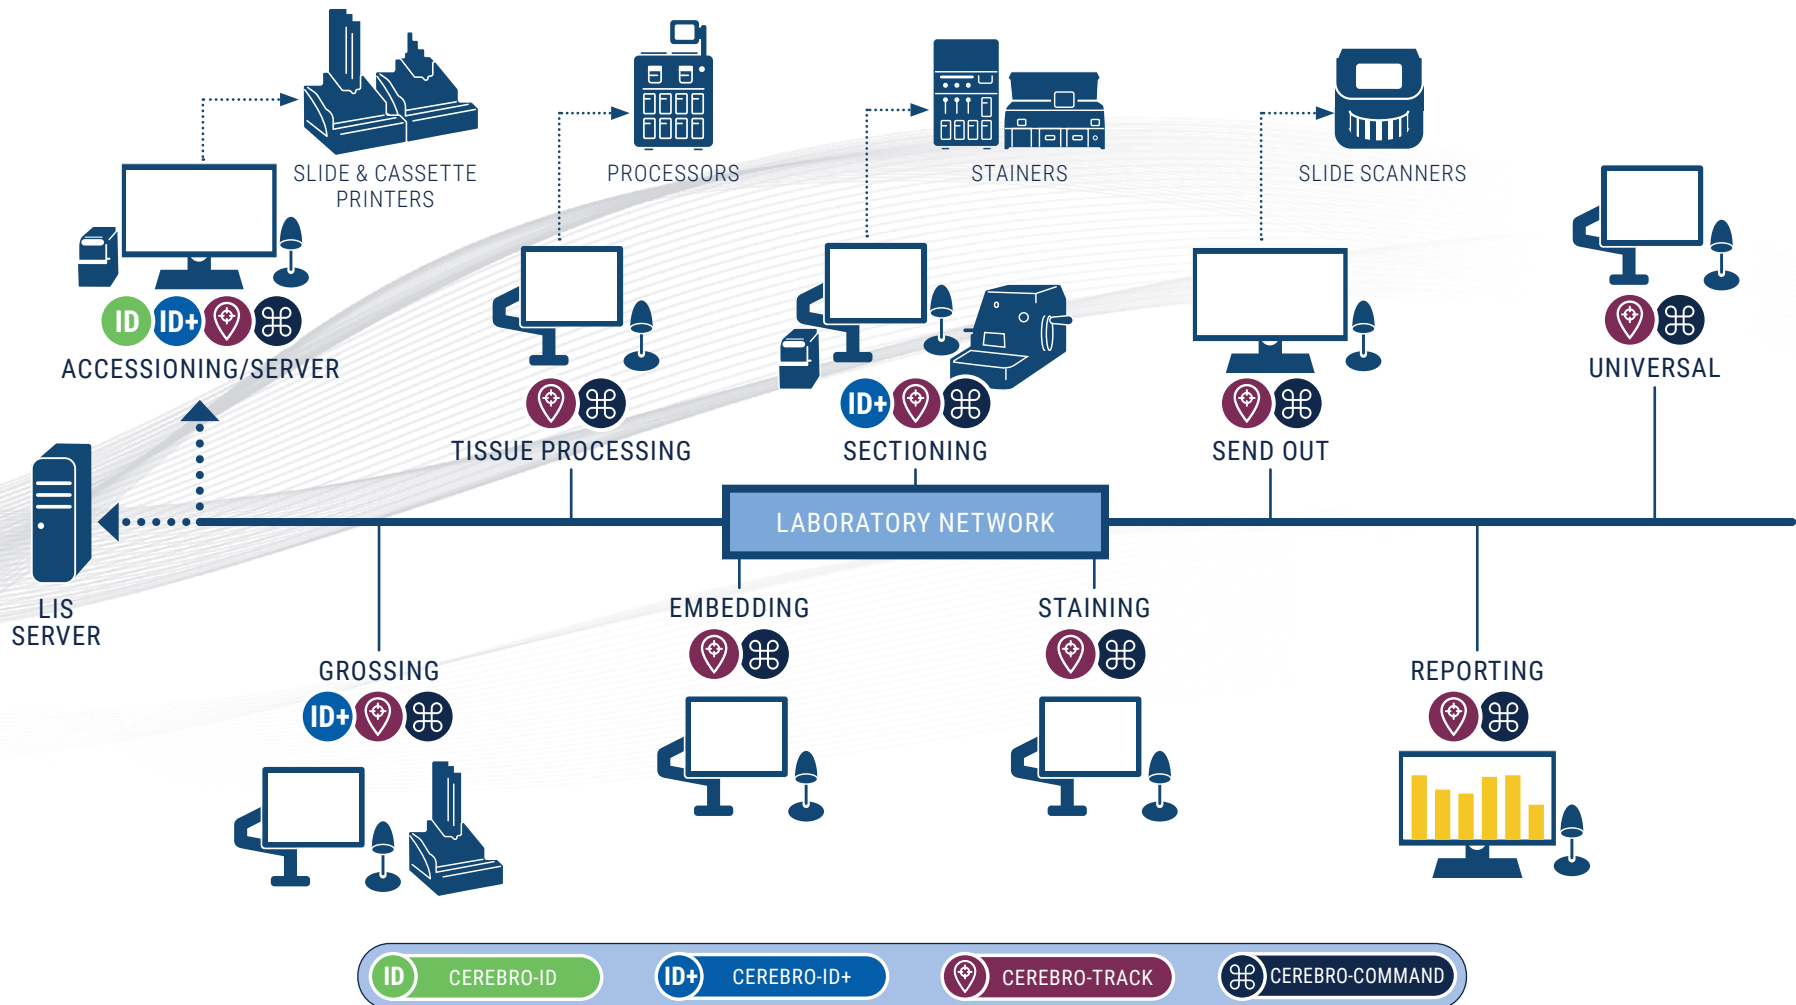 SLIDE & CASSETTE
PRINTERS
PROCESSORS
STAINERS
SLIDE SCANNERS
ID ID+
ACCESSIONING/SERVER
TISSUE PROCESSING
ID+
SECTIONING
SEND OUT
UNIVERSAL
LABORATORY NETWORK
LIS
SERVER
GROSSING
ID+
EMBEDDING
STAINING
REPORTING
ID CEREBRO-ID
ID+ CEREBRO-ID+
CEREBRO-TRACK
CEREBRO-COMMAND